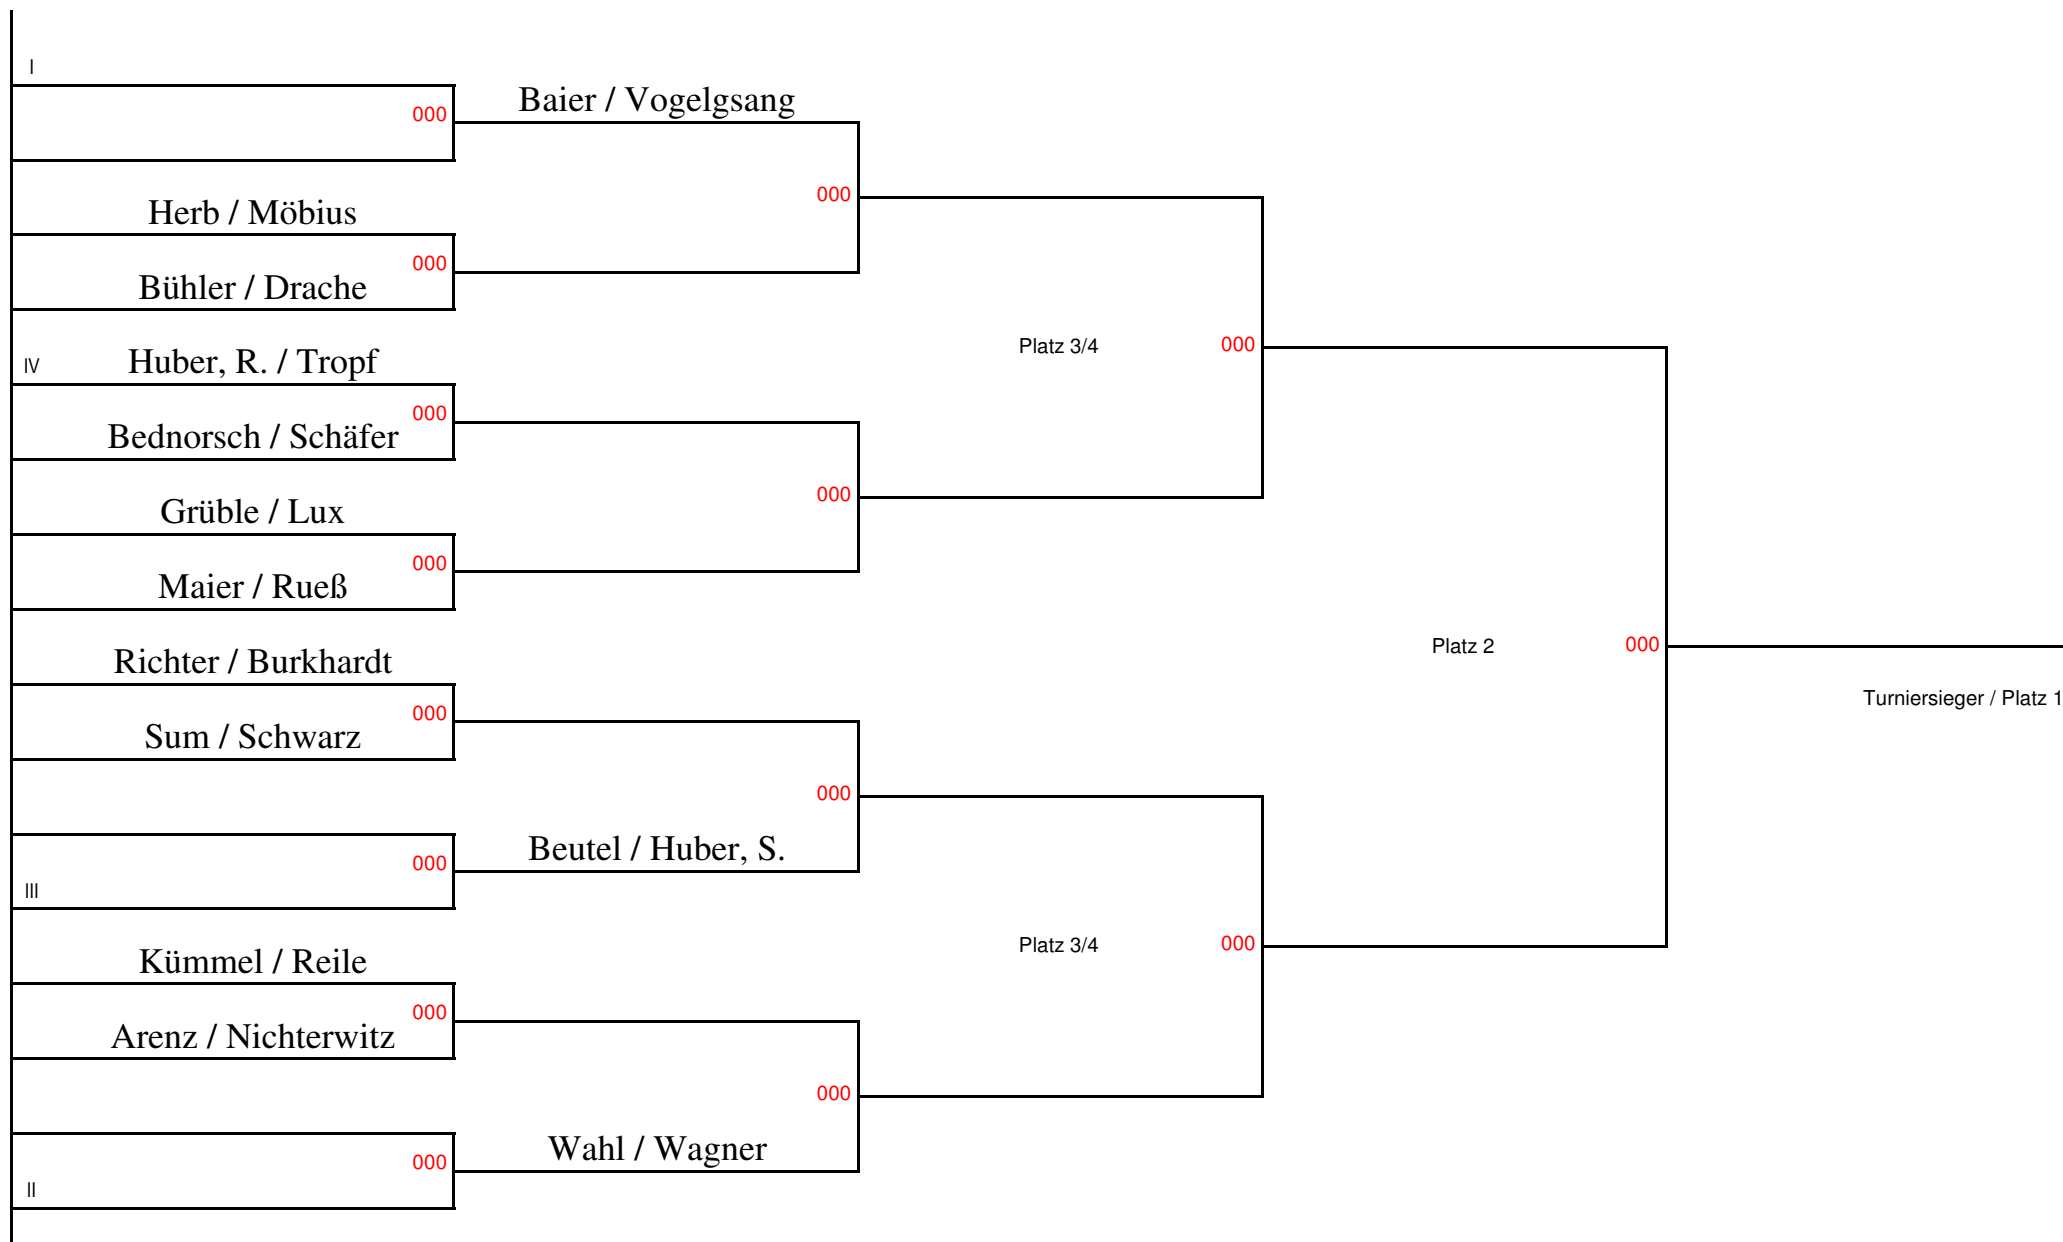 I
Baier / Vogelgsang
000
000
Herb / Möbius
000
Bühler / Drache
Platz 3/4
000
IV
Huber, R. / Tropf
000
Bednorsch / Schäfer
000
Grüble / Lux
000
Maier / Rueß
Platz 2
000
Richter / Burkhardt
Turniersieger / Platz 1
000
Sum / Schwarz
000
Beutel / Huber, S.
000
III
Platz 3/4
000
Kümmel / Reile
000
Arenz / Nichterwitz
000
Wahl / Wagner
000
II